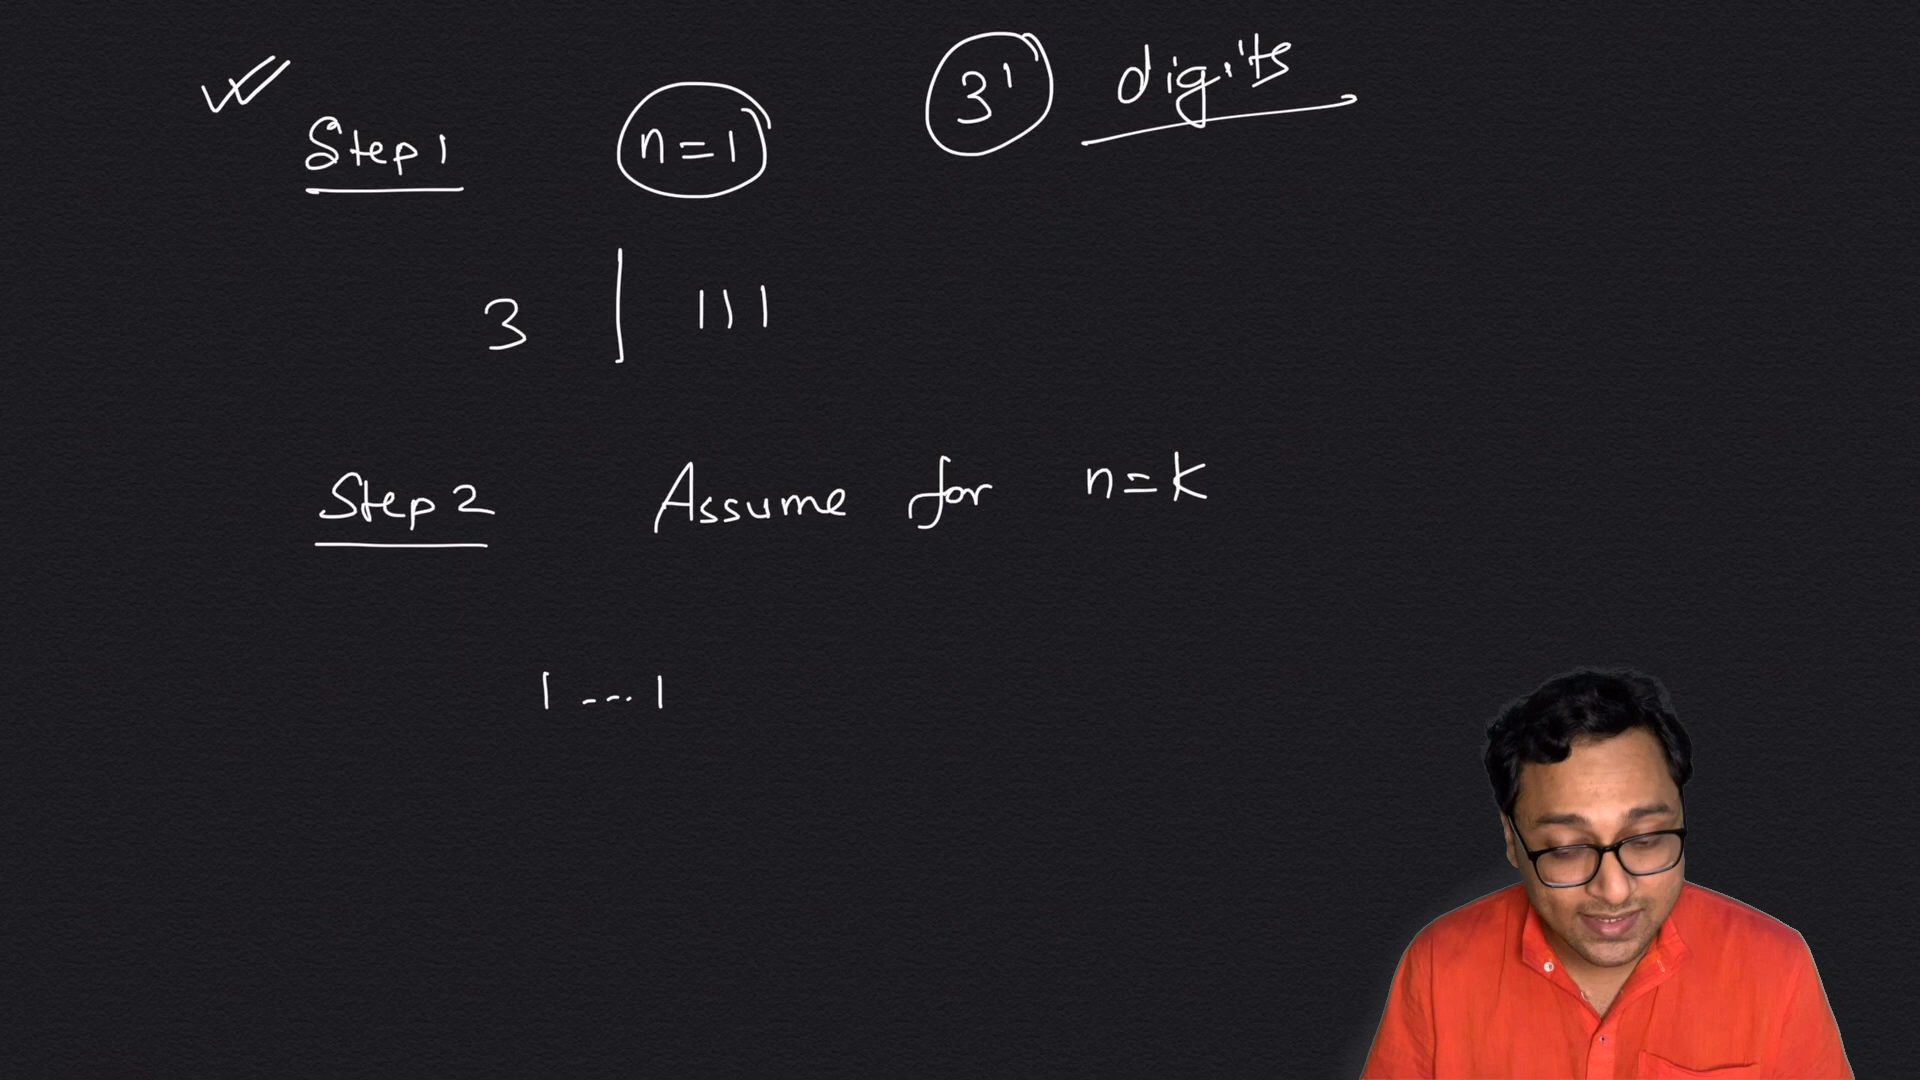 Step 1 n=1 3¹ digits
3 | 111
Step 2 Assume for n=k
1 ... 1